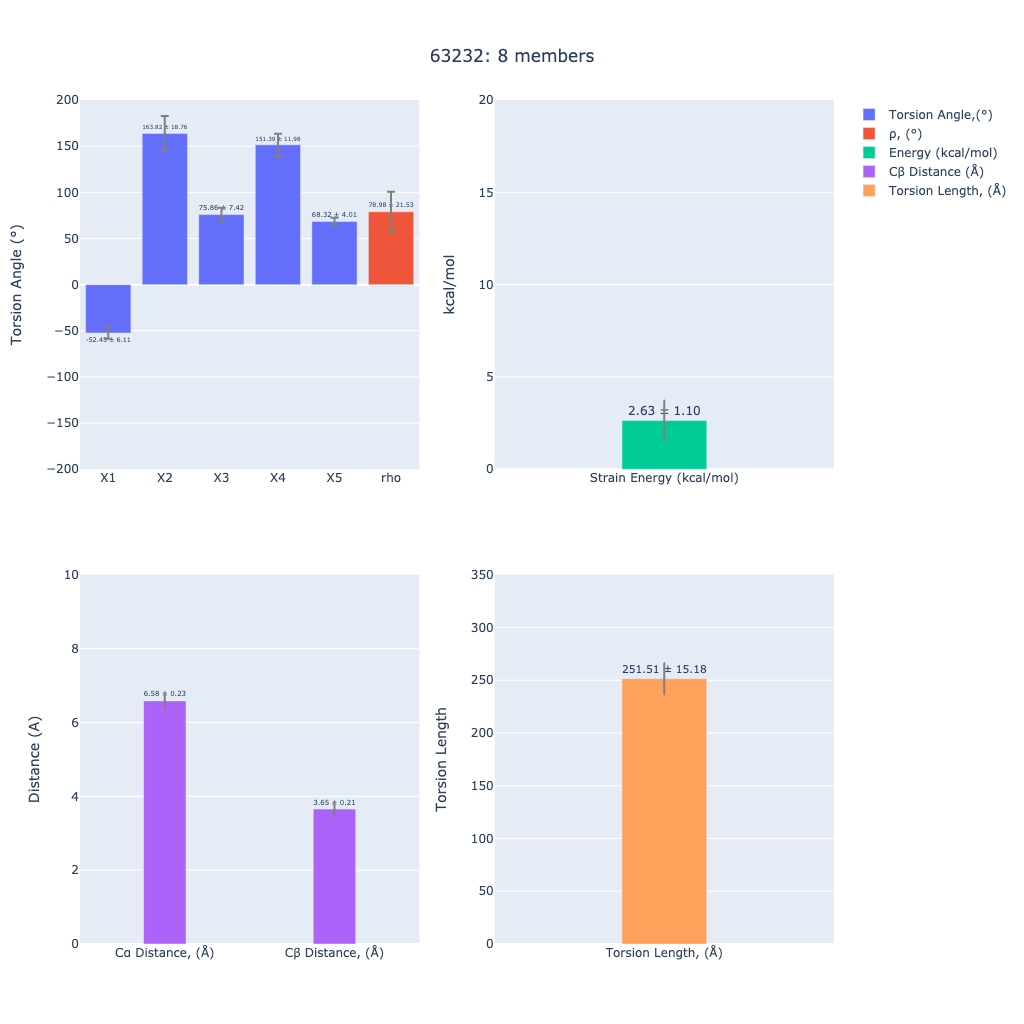 63232: 8 members
Torsion Angle (°)
200
150
100
50
0
−50
−100
−150
−200
163.82 ± 18.76
151.39 ± 11.98
75.86 ± 7.42
68.32 ± 4.01
78.98 ± 21.53
-52.45 ± 6.11
X1 X2 X3 X4 X5 rho
kcal/mol
20
15
10
5
0
2.63 ± 1.10
Strain Energy (kcal/mol)
Torsion Angle,(°)
ρ, (°)
Energy (kcal/mol)
Cβ Distance (Å)
Torsion Length, (Å)
Distance (A)
10
8
6
4
2
0
6.58 ± 0.23
3.65 ± 0.21
Cα Distance, (Å) Cβ Distance, (Å)
Torsion Length
350
300
250
200
150
100
50
0
251.51 ± 15.18
Torsion Length, (Å)